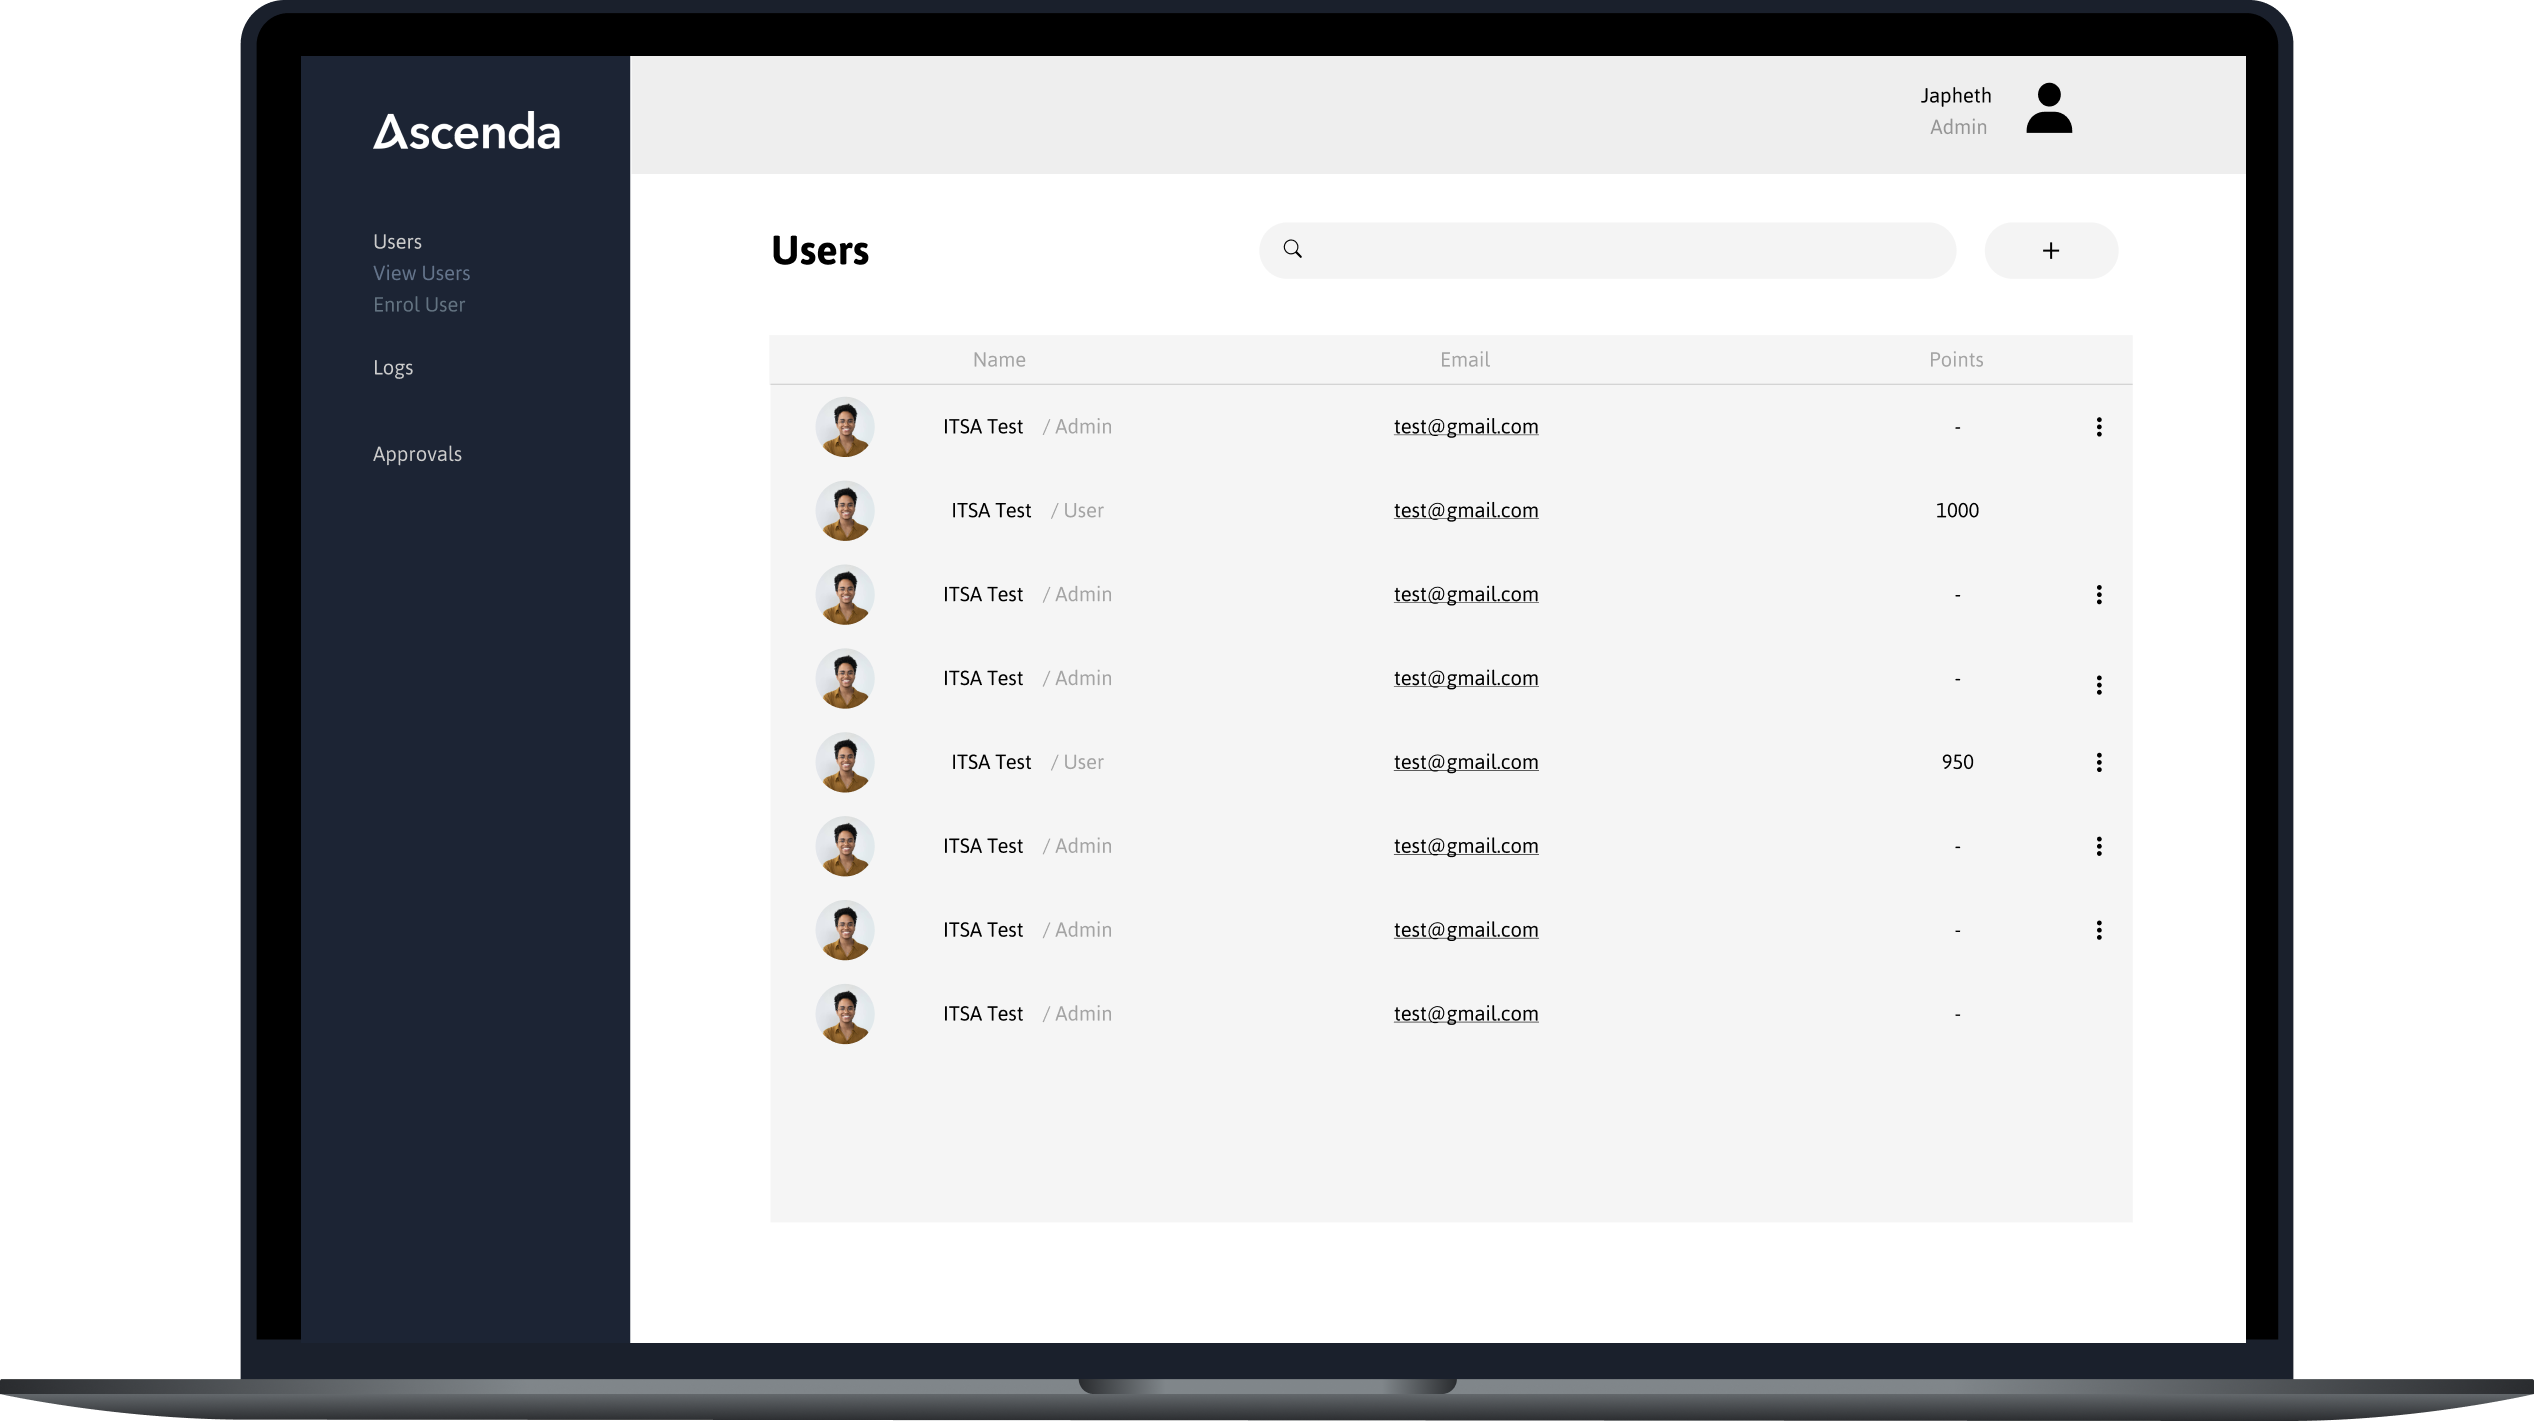 Ascenda
Japheth
Admin
Users
View Users
Enrol User
Logs
Approvals
Users
+
Name Email Points
ITSA Test / Admin test@gmail.com -
ITSA Test / User test@gmail.com 1000
ITSA Test / Admin test@gmail.com -
ITSA Test / Admin test@gmail.com -
ITSA Test / User test@gmail.com 950
ITSA Test / Admin test@gmail.com -
ITSA Test / Admin test@gmail.com -
ITSA Test / Admin test@gmail.com -